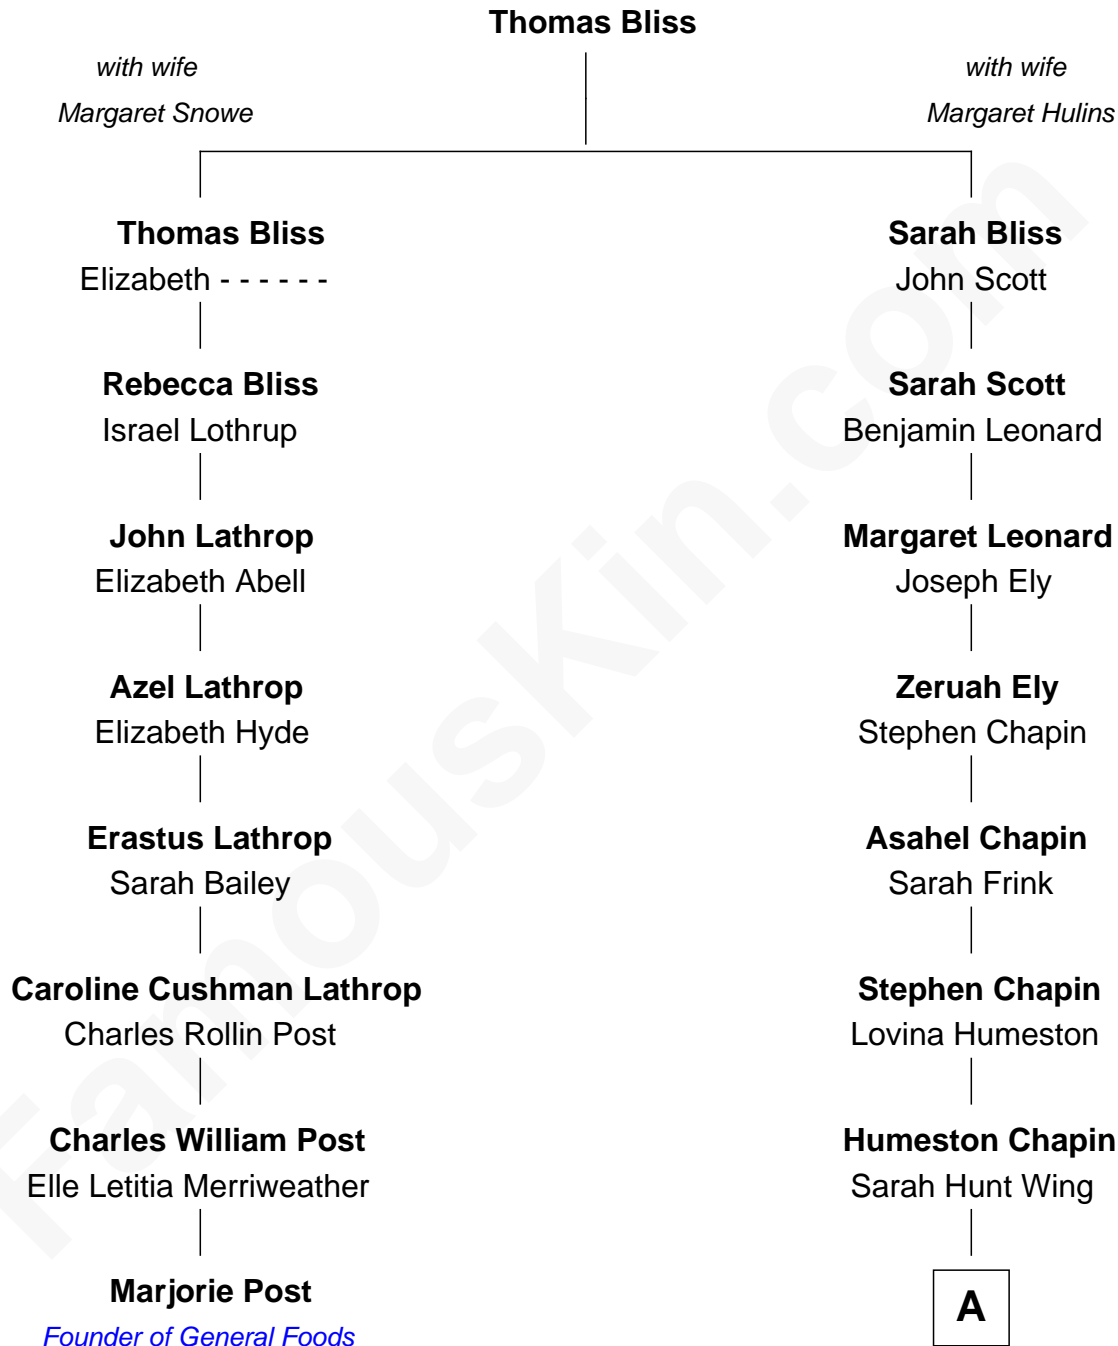 Thomas Bliss
with wife
Margaret Snowe
with wife
Margaret Hulins
Thomas Bliss
Elizabeth - - - - - -
Sarah Bliss
John Scott
Rebecca Bliss
Israel Lothrup
Sarah Scott
Benjamin Leonard
John Lathrop
Elizabeth Abell
Margaret Leonard
Joseph Ely
Azel Lathrop
Elizabeth Hyde
Zeruah Ely
Stephen Chapin
Erastus Lathrop
Sarah Bailey
Asahel Chapin
Sarah Frink
Caroline Cushman Lathrop
Charles Rollin Post
Stephen Chapin
Lovina Humeston
Charles William Post
Elle Letitia Merriweather
Humeston Chapin
Sarah Hunt Wing
Marjorie Post
Founder of General Foods
A
FamousKin.com